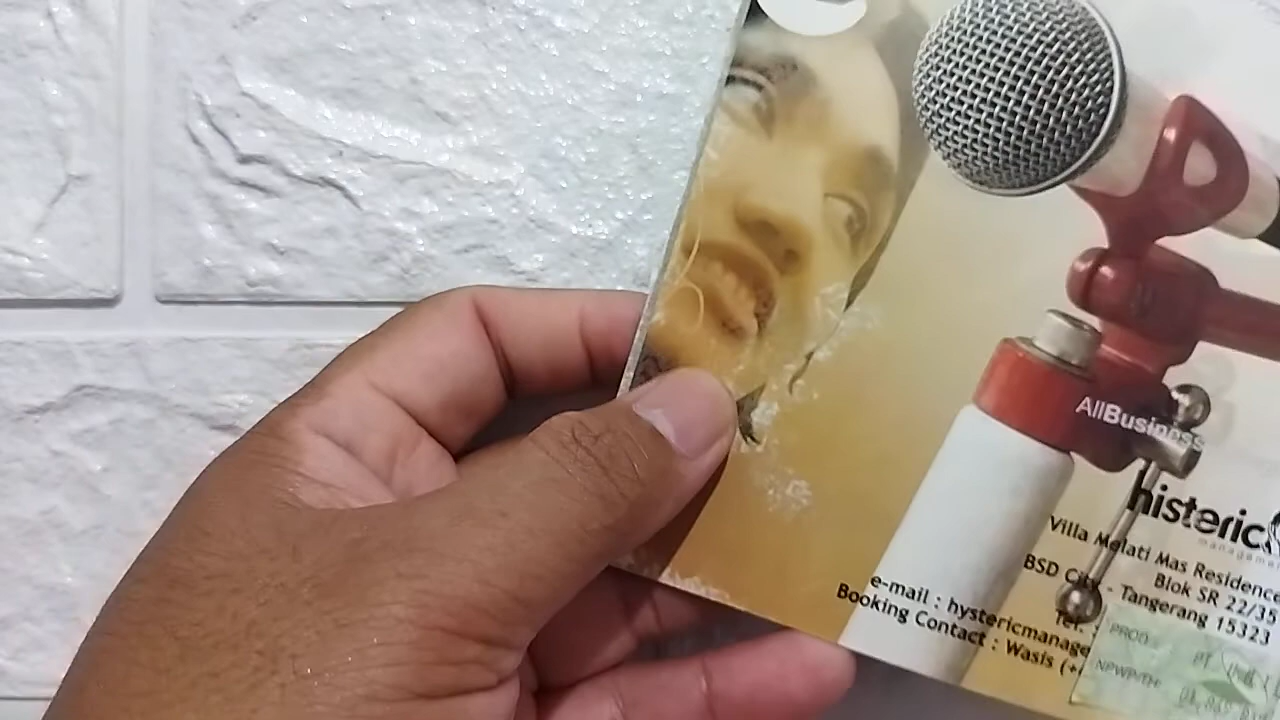 AllBusiness
histeric
management
Villa Melati Mas Residence
Blok SR 22/35
BSD City - Tangerang 15323
Tel. :
e-mail : hystericmanage
Booking Contact : Wasis (+
PROD.
PT
NPWP/TH.